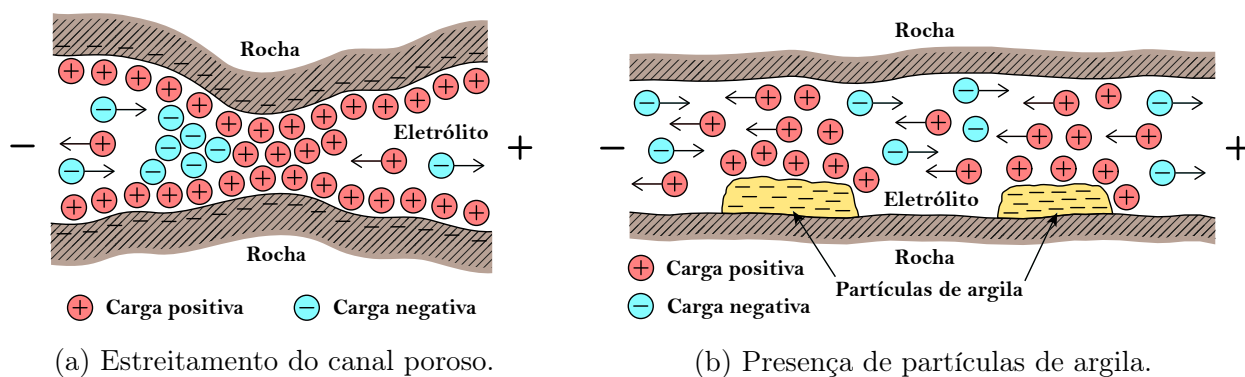 Rocha
Eletrólito
Rocha
Carga positiva
Carga negativa
(a) Estreitamento do canal poroso.
Rocha
Eletrólito
Rocha
Carga positiva
Partículas de argila
Carga negativa
(b) Presença de partículas de argila.